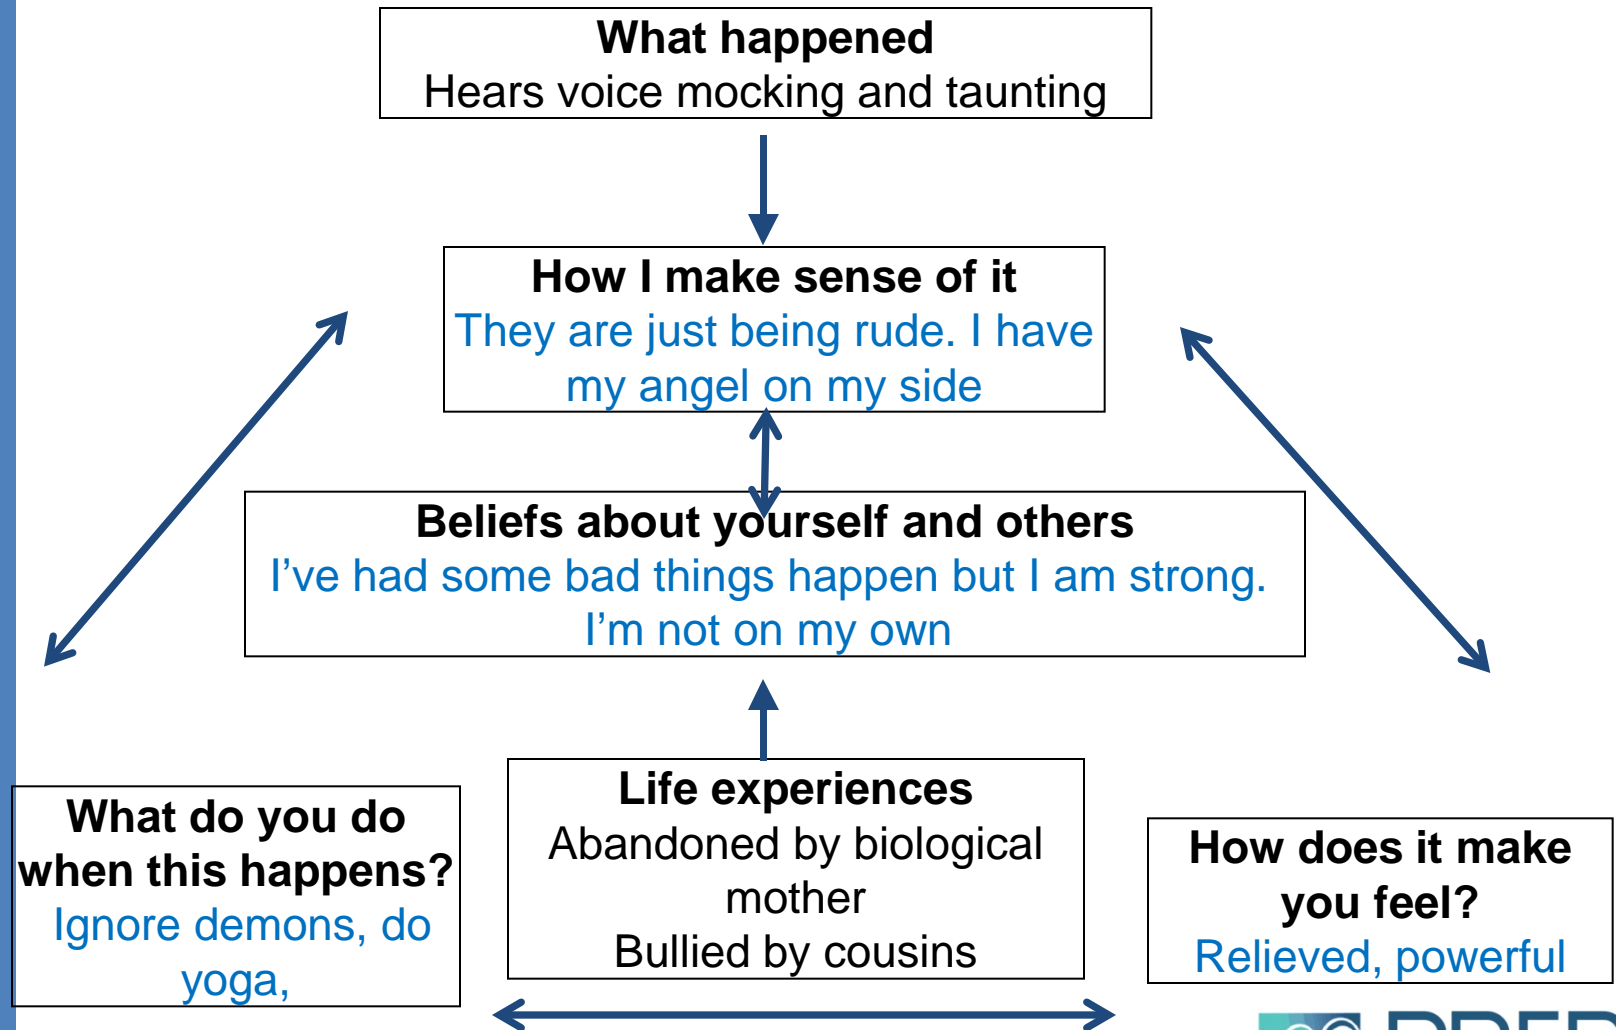 What happened
Hears voice mocking and taunting
How I make sense of it
They are just being rude. I have
my angel on my side
Beliefs about yourself and others
I've had some bad things happen but I am strong.
I’m not on my own
Life experiences
Abandoned by biological
mother
Bullied by cousins
What do you do
when this happens?
Ignore demons, do
yoga,
How does it make
you feel?
Relieved, powerful